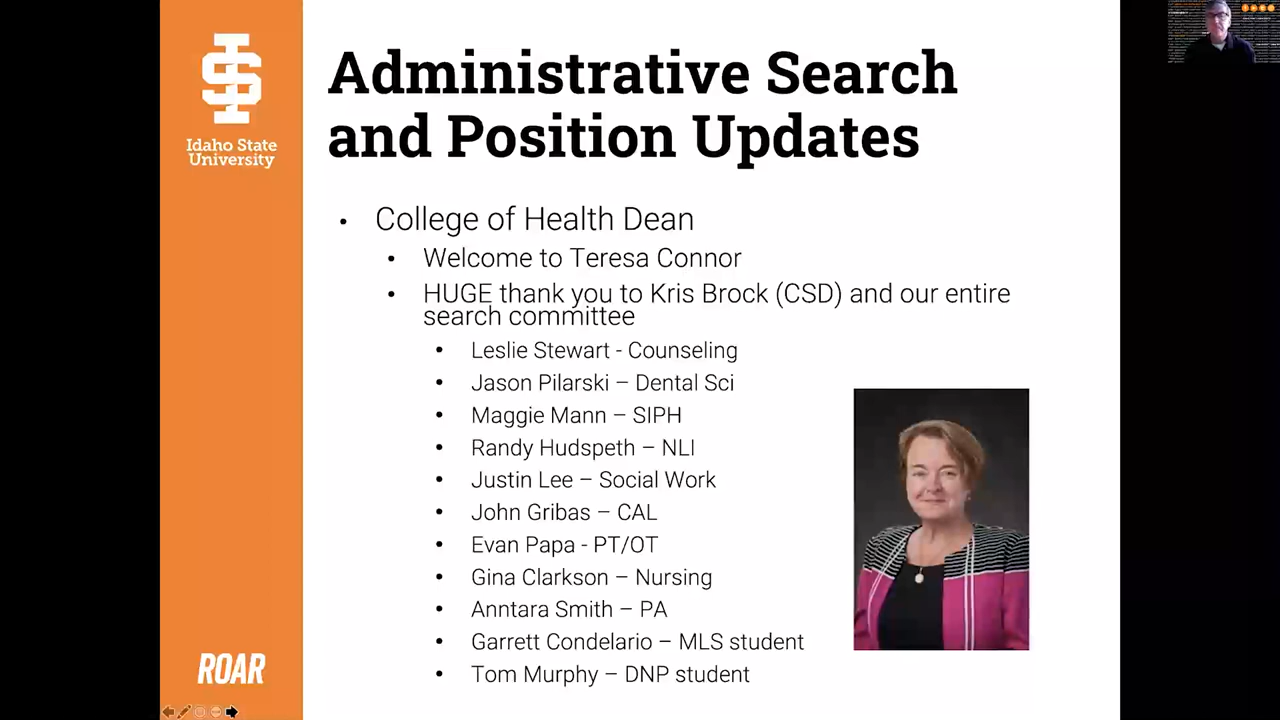 Idaho State
University
Administrative Search
and Position Updates
• College of Health Dean
• Welcome to Teresa Connor
• HUGE thank you to Kris Brock (CSD) and our entire
search committee
• Leslie Stewart - Counseling
• Jason Pilarski – Dental Sci
• Maggie Mann – SIPH
• Randy Hudspeth – NLI
• Justin Lee – Social Work
• John Gribas – CAL
• Evan Papa - PT/OT
• Gina Clarkson – Nursing
• Anntara Smith – PA
• Garrett Condelario – MLS student
• Tom Murphy – DNP student
ROAR